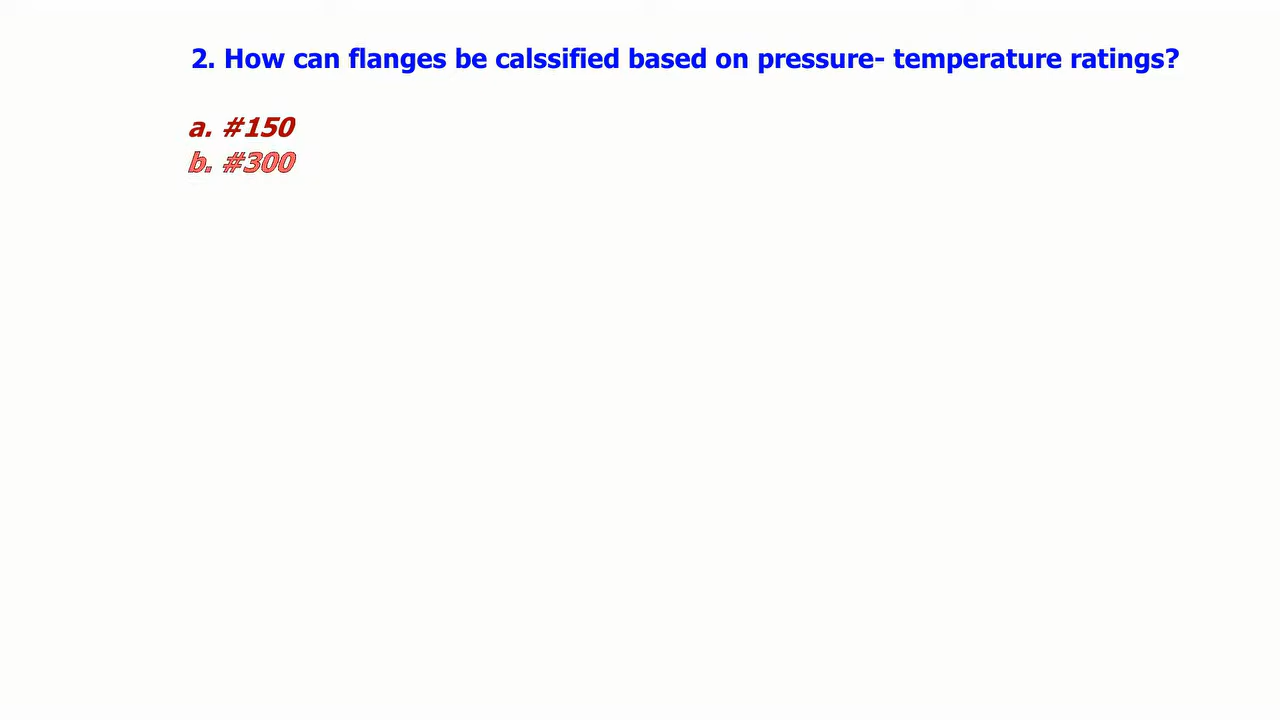 2. How can flanges be calssified based on pressure- temperature ratings?
a. #150
b. #300